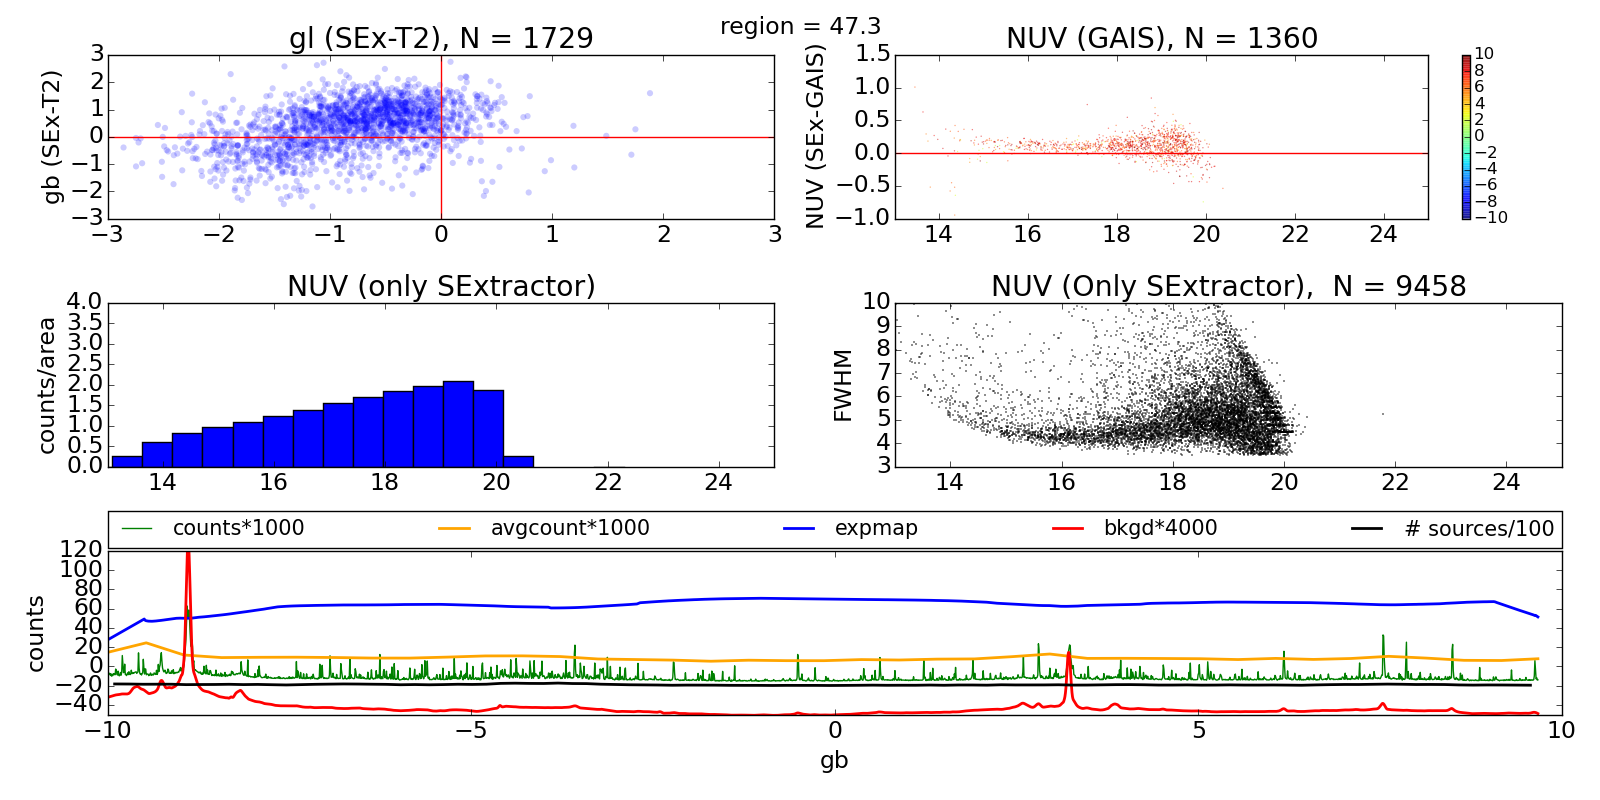 region = 47.3
gl (SEx-T2), N = 1729
gb (SEx-T2)
3
2
1
0
−1
−2
−3
−3 −2 −1 0 1 2 3
NUV (GAIS), N = 1360
NUV (SEx-GAIS)
1.5
1.0
0.5
0.0
−0.5
−1.0
14 16 18 20 22 24
10
8
6
4
2
0
−2
−4
−6
−8
−10
NUV (only SExtractor)
counts/area
4.0
3.5
3.0
2.5
2.0
1.5
1.0
0.5
0.0
14 16 18 20 22 24
NUV (Only SExtractor),  N = 9458
FWHM
10
9
8
7
6
5
4
3
14 16 18 20 22 24
counts*1000 avgcount*1000 expmap bkgd*4000 # sources/100
counts
120
100
80
60
40
20
0
−20
−40
−10 −5 0 5 10
gb